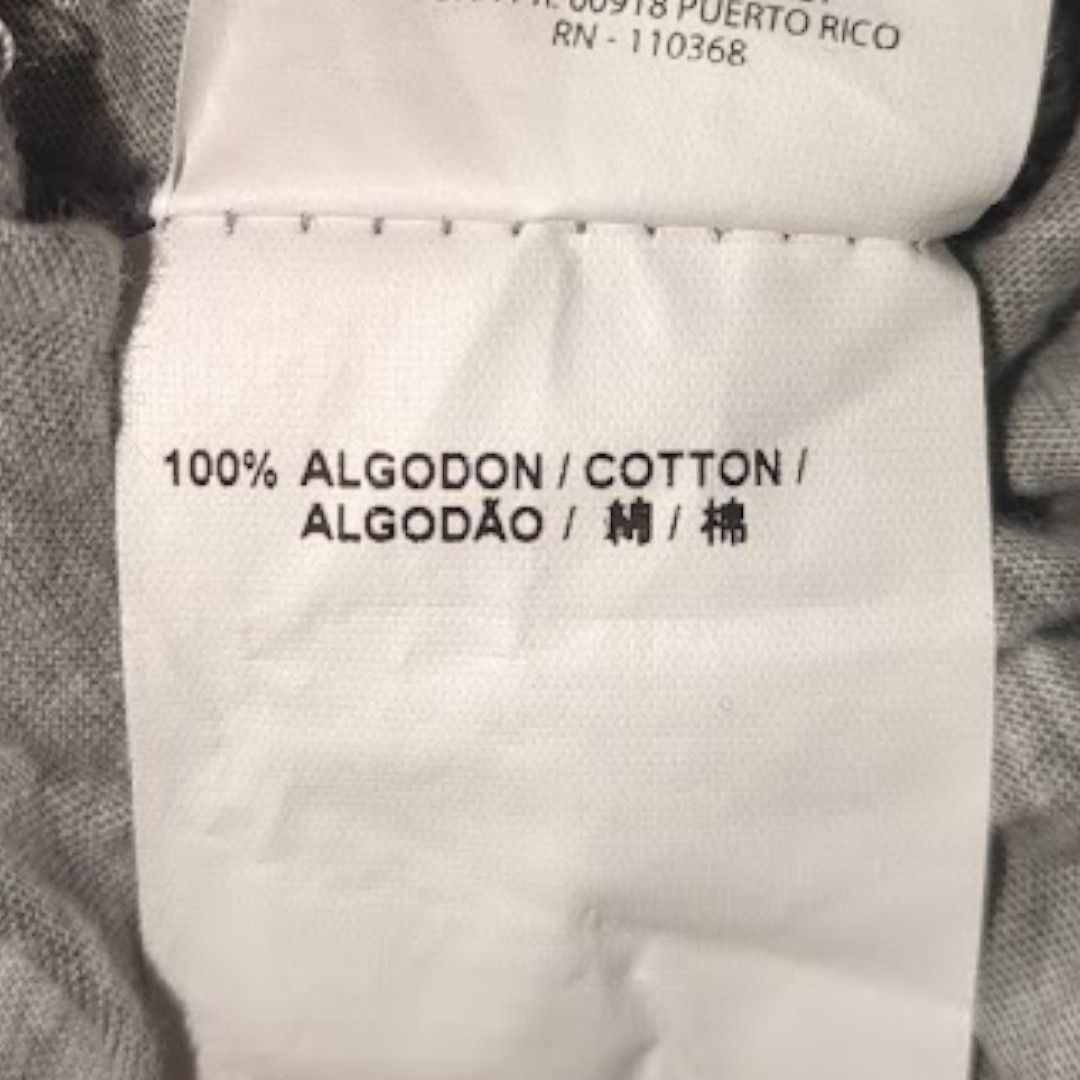 00918 PUERTO RICO
RN - 110368
100% ALGODON / COTTON /
ALGODÃO / 綿 / 棉